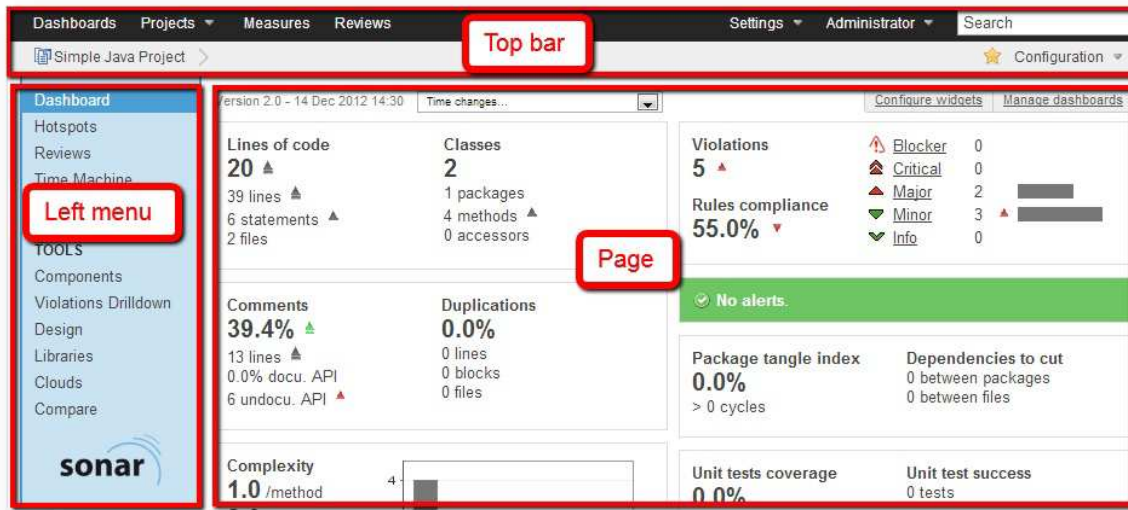 Dashboards Projects Measures Reviews Settings Administrator Search
Top bar
Simple Java Project Configuration
Dashboard
Hotspots
Reviews
Time Machine
Left menu
TOOLS
Components
Violations Drilldown
Design
Libraries
Clouds
Compare
sonar
Version 2.0 - 14 Dec 2012 14:30 Time changes... Configure widgets Manage dashboards
Lines of code
20
39 lines
6 statements
2 files
Classes
2
1 packages
4 methods
0 accessors
Page
Comments
39.4%
13 lines
0.0% docu. API
6 undocu. API
Duplications
0.0%
0 lines
0 blocks
0 files
Complexity
1.0 /method
4
Violations
5
Rules compliance
55.0%
Blocker 0
Critical 0
Major 2
Minor 3
Info 0
No alerts.
Package tangle index
0.0%
> 0 cycles
Dependencies to cut
0 between packages
0 between files
Unit tests coverage
0.0%
Unit test success
0 tests